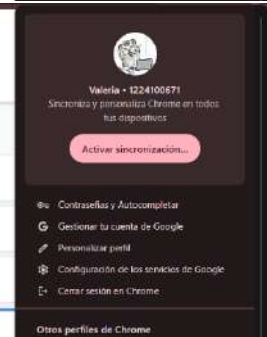 Valeria • 1224100671
Sincroniza y personaliza Chrome en todos
tus dispositivos
Activar sincronización...
Contraseñas y Autocompletar
Gestionar tu cuenta de Google
Personalizar perfil
Configuración de los servicios de Google
Cerrar sesión en Chrome
Otros perfiles de Chrome